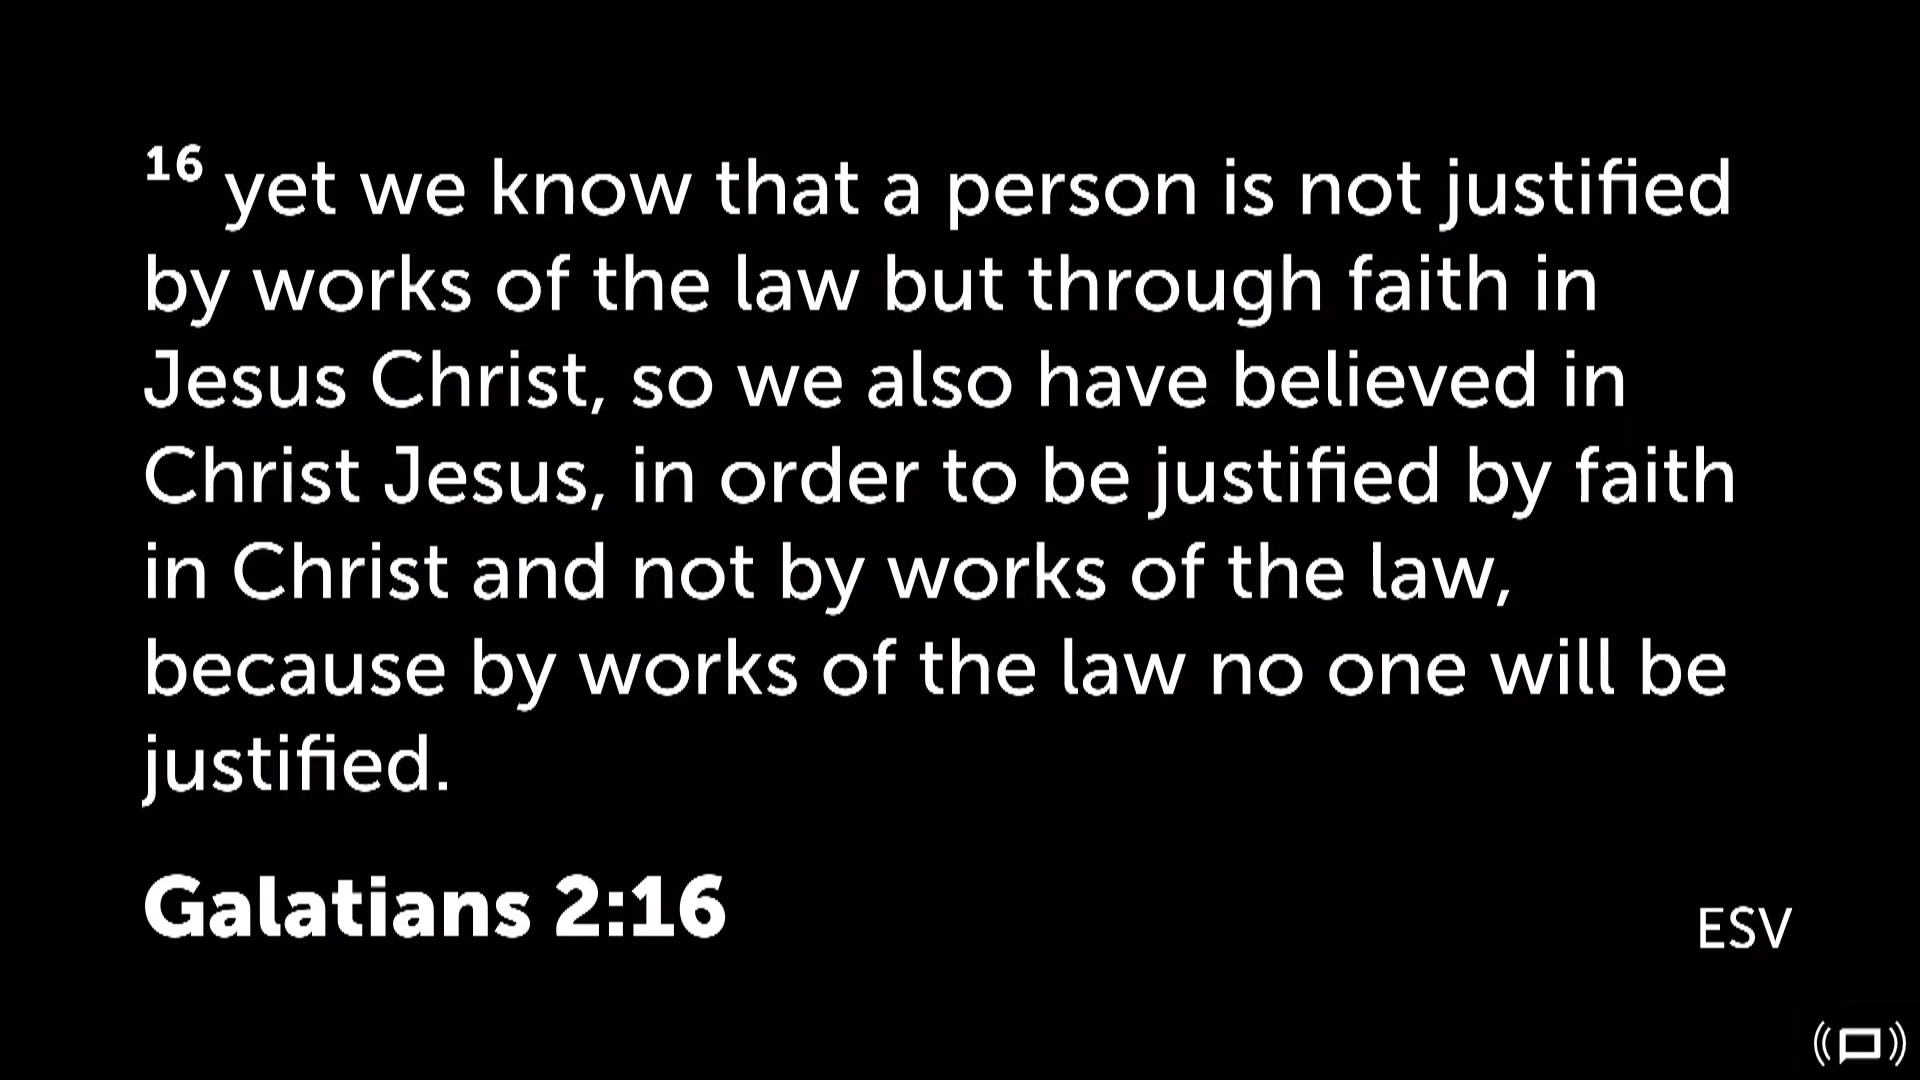 16 yet we know that a person is not justified
by works of the law but through faith in
Jesus Christ, so we also have believed in
Christ Jesus, in order to be justified by faith
in Christ and not by works of the law,
because by works of the law no one will be
justified.
Galatians 2:16
ESV